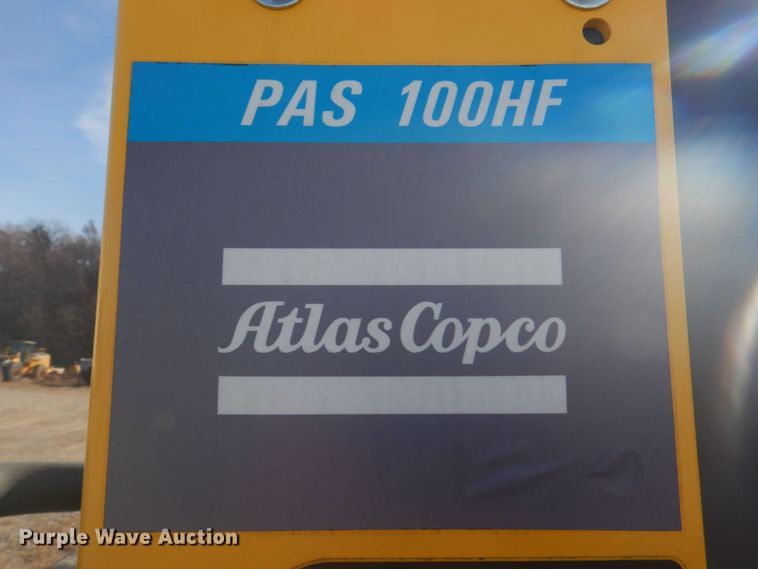 PAS 100HF
Atlas Copco
Purple Wave Auction